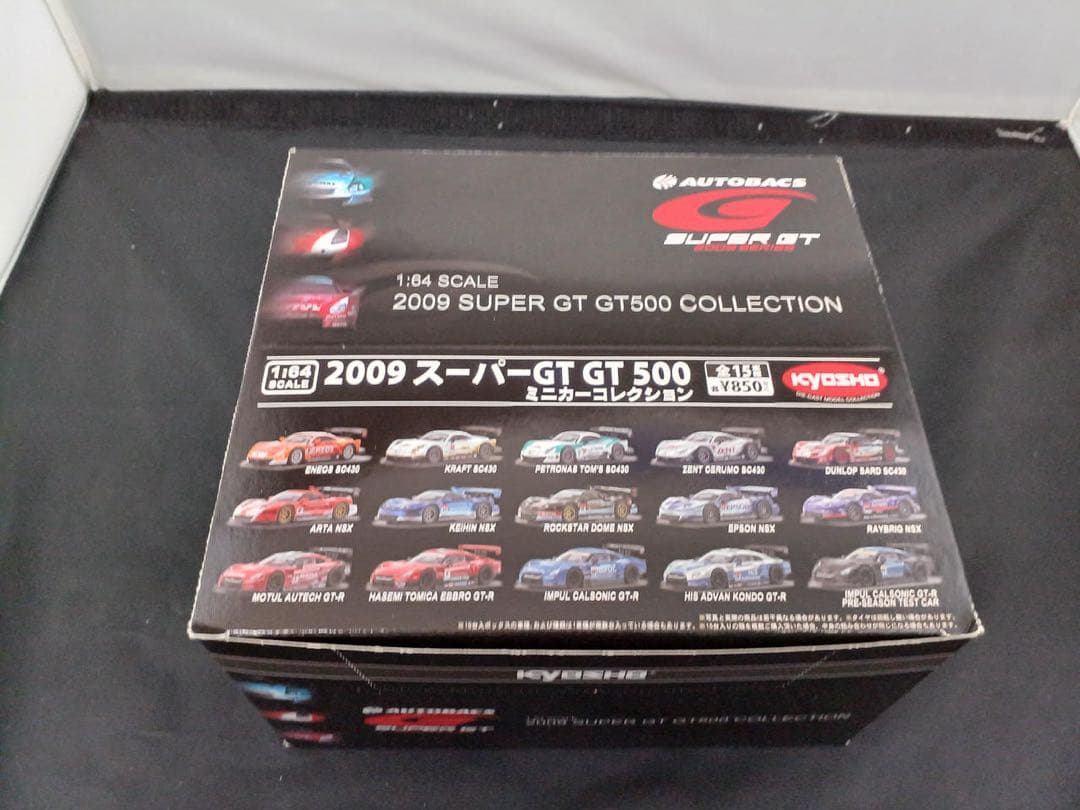 AUTOBACS
SUPER GT
2009 SERIES
1:64 SCALE
2009 SUPER GT GT500 COLLECTION
1:64
SCALE
2009 スーパーGT GT 500
ミニカーコレクション
全15種
各¥850
KYOSHO
DIE-CAST MODEL COLLECTION
ENEOS SC430
KRAFT SC430
PETRONAS TOM'S SC430
ZENT CERUMO SC430
DUNLOP SARD SC430
ARTA NSX
KEIHIN NSX
ROCKSTAR DOME NSX
EPSON NSX
RAYBRIG NSX
MOTUL AUTECH GT-R
HASEMI TOMICA EBBRO GT-R
IMPUL CALSONIC GT-R
HIS ADVAN KONDO GT-R
IMPUL CALSONIC GT-R
PRE-SEASON TEST CAR
KYOSHO
AUTOBACS
SUPER GT
2009 SUPER GT GT500 COLLECTION